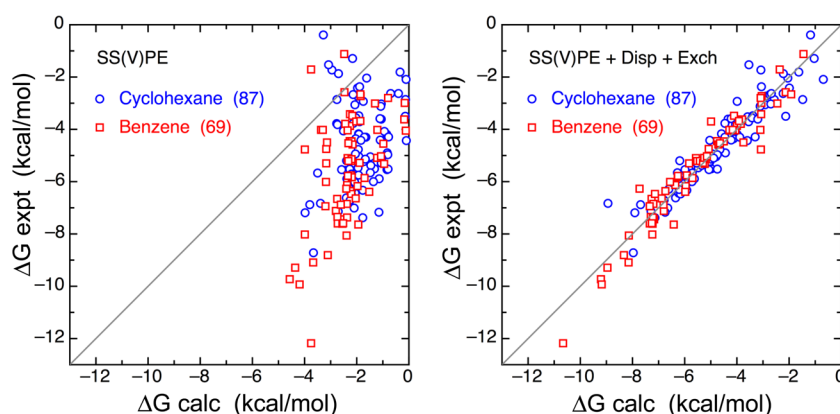 SS(V)PE
Cyclohexane (87)
Benzene (69)
0
−2
−4
−6
−8
−10
−12
ΔG expt (kcal/mol)
−12 −10 −8 −6 −4 −2 0
ΔG calc (kcal/mol)
SS(V)PE + Disp + Exch
Cyclohexane (87)
Benzene (69)
0
−2
−4
−6
−8
−10
−12
ΔG expt (kcal/mol)
−12 −10 −8 −6 −4 −2 0
ΔG calc (kcal/mol)